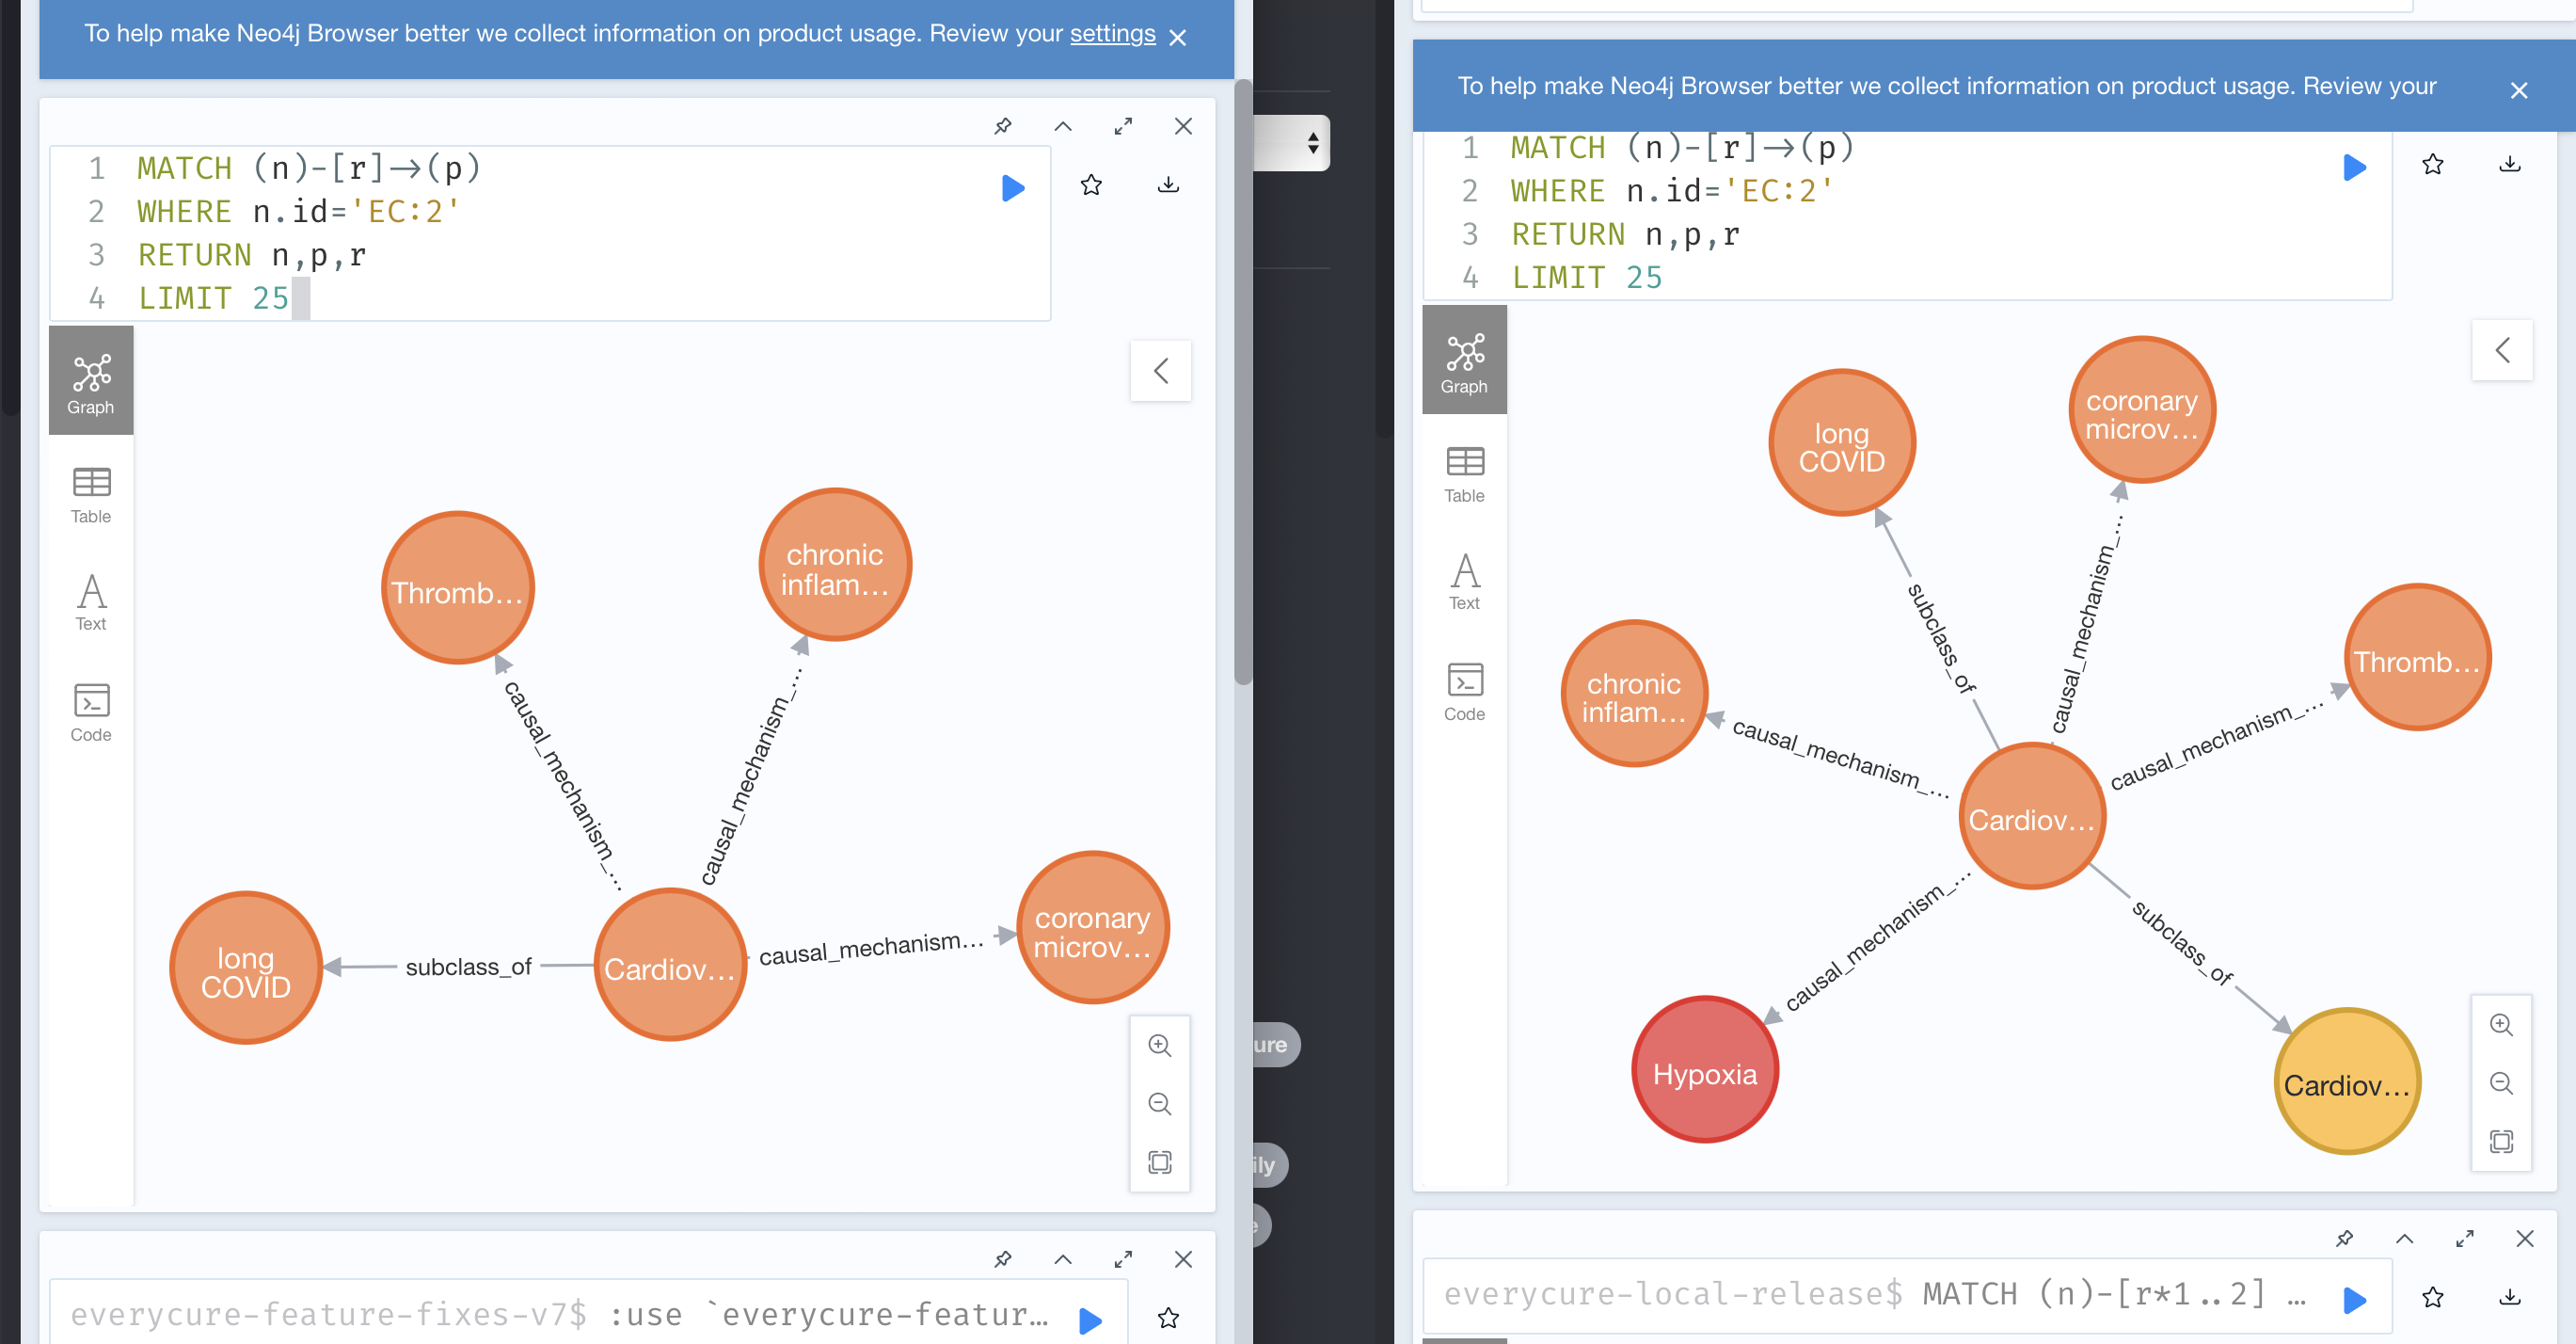 To help make Neo4j Browser better we collect information on product usage. Review your settings
1 MATCH (n)-[r]→(p)
2 WHERE n.id='EC:2'
3 RETURN n,p,r
4 LIMIT 25
Graph
Table
Text
Code
Thromb…
chronic
inflam…
causal_mechanism_…
causal_mechanism_…
long
COVID
subclass_of
Cardiov…
causal_mechanism…
coronary
microv…
everycure-feature-fixes-v7$ :use `everycure-featur…
ure
ily
e
To help make Neo4j Browser better we collect information on product usage. Review your
1 MATCH (n)-[r]→(p)
2 WHERE n.id='EC:2'
3 RETURN n,p,r
4 LIMIT 25
Graph
Table
Text
Code
long
COVID
coronary
microv…
subclass_of
causal_mechanism_…
chronic
inflam…
causal_mechanism_…
Thromb…
causal_mechanism_…
Cardiov…
causal_mechanism_…
subclass_of
Hypoxia
Cardiov…
everycure-local-release$ MATCH (n)-[r*1..2] …